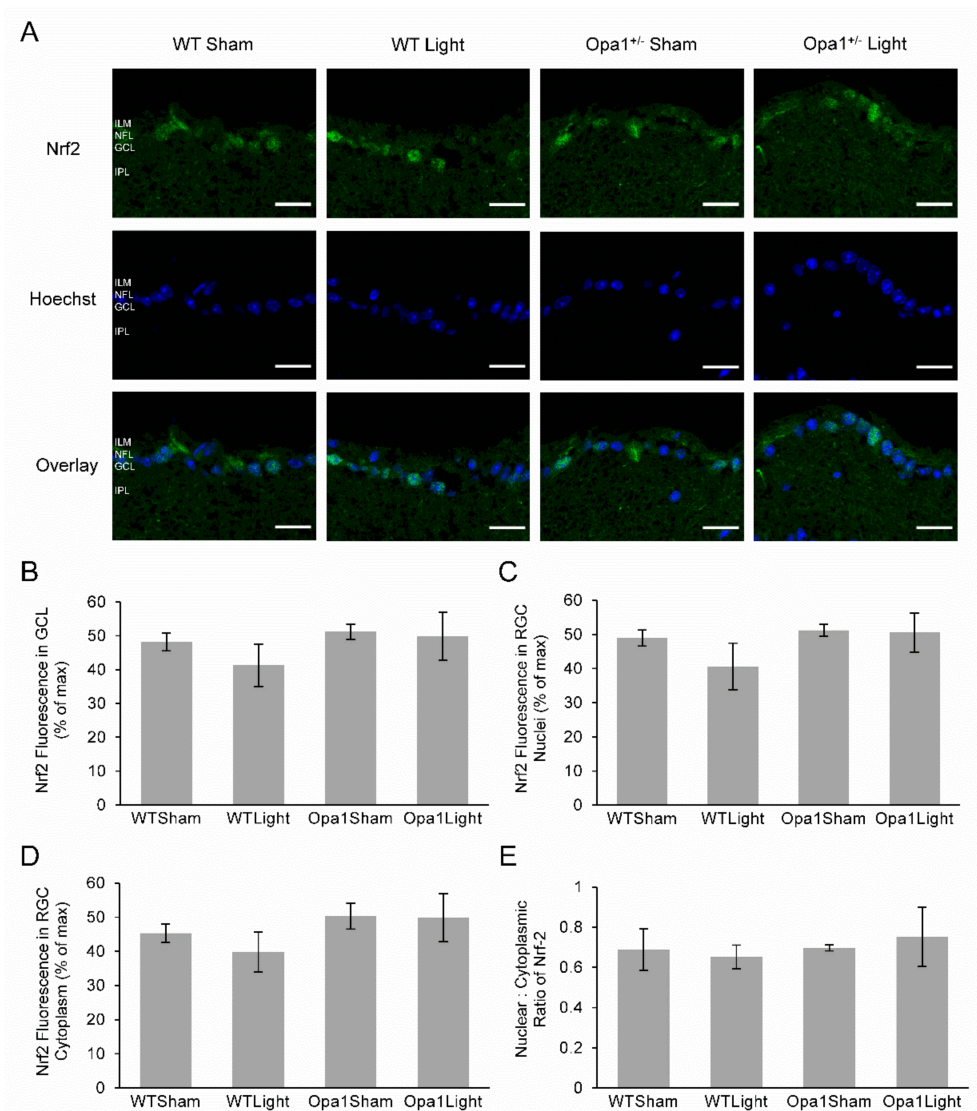 A
WT Sham
WT Light
Opa1+/- Sham
Opa1+/- Light
Nrf2
ILM
NFL
GCL
IPL
Hoechst
ILM
NFL
GCL
IPL
Overlay
ILM
NFL
GCL
IPL
B
Nrf2 Fluorescence in GCL
(% of max)
60
50
40
30
20
10
0
WTSham
WTLight
Opa1Sham
Opa1Light
C
Nrf2 Fluorescence in RGC
Nuclei (% of max)
60
50
40
30
20
10
0
WTSham
WTLight
Opa1Sham
Opa1Light
D
Nrf2 Fluorescence in RGC
Cytoplasm (% of max)
60
50
40
30
20
10
0
WTSham
WTLight
Opa1Sham
Opa1Light
E
Nuclear : Cytoplasmic
Ratio of Nrf-2
1
0.8
0.6
0.4
0.2
0
WTSham
WTLight
Opa1Sham
Opa1Light